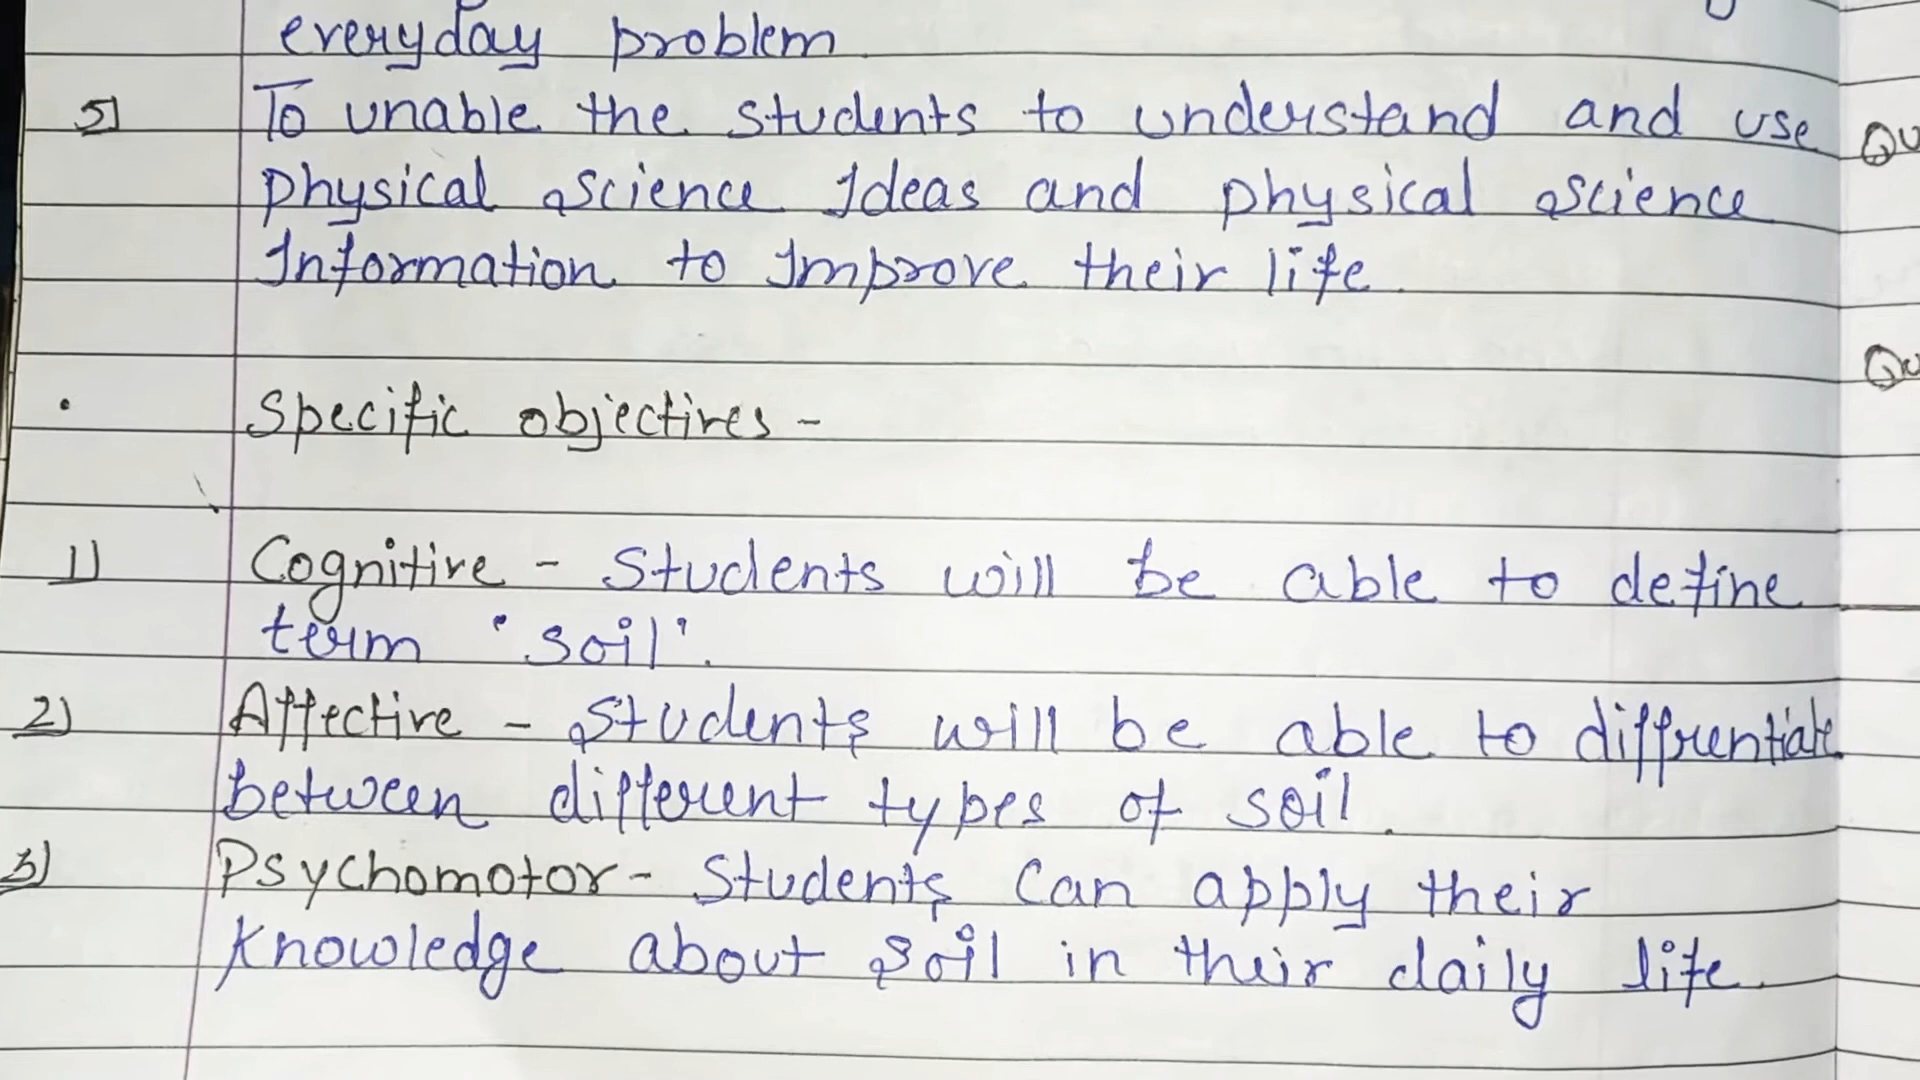 everyday problem
5) To unable the students to understand and use
physical science Ideas and physical science
Information to Improve their life.
• Specific objectives -
1) Cognitive - Students will be able to define
term 'soil'.
2) Affective - Students will be able to diffrentiate
between different types of soil.
3) Psychomotor - Students can apply their
knowledge about soil in their daily life.
Qu
Qu